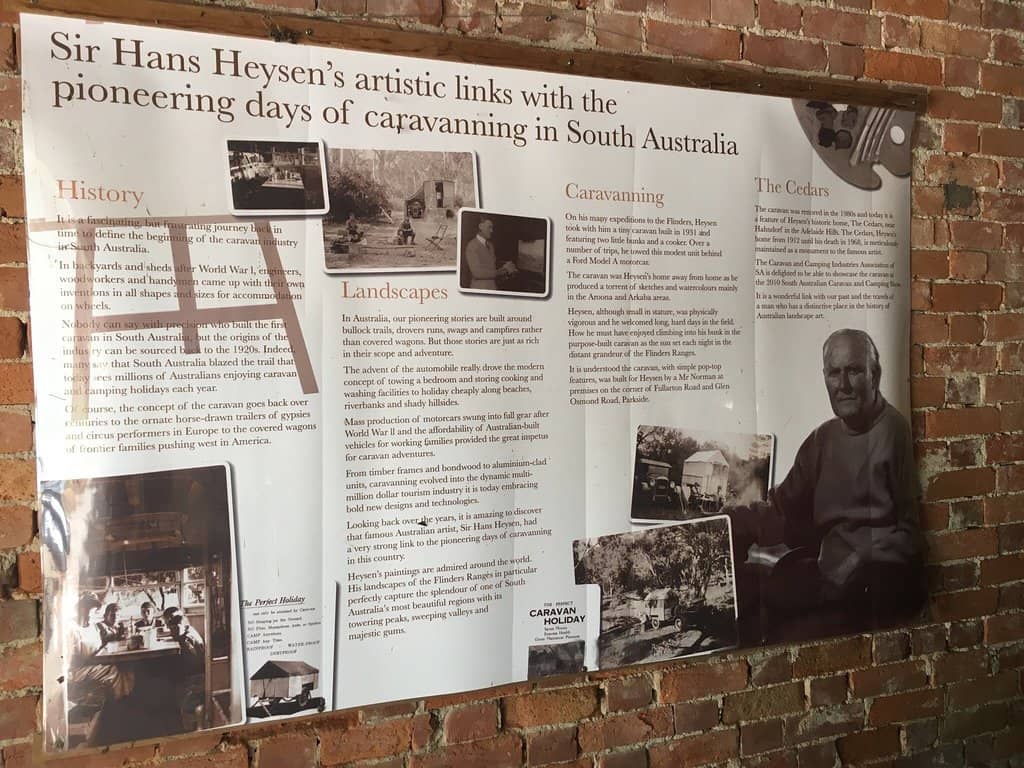 Sir Hans Heysen's artistic links with the
pioneering days of caravanning in South Australia
History
It is a fascinating, but frustrating journey back in
time to define the beginning of the caravan industry
in South Australia.
In backyards and sheds after World War I, engineers,
woodworkers and handymen came up with their own
inventions in all shapes and sizes for accommodation
on wheels.
Nobody can say with precision who built the first
caravan in South Australia, but the origins of the
industry can be sourced back to the 1920s. Indeed,
many say that South Australia blazed the trail that
today sees millions of Australians enjoying caravan
and camping holidays each year.
Of course, the concept of the caravan goes back over
centuries to the ornate horse-drawn trailers of gypsies
and circus performers in Europe to the covered wagons
of frontier families pushing west in America.
The Perfect Holiday
CAMP Anywhere
CAMP Any Time
RAINPROOF - WATER-PROOF
DUSTPROOF
Landscapes
In Australia, our pioneering stories are built around
bullock trails, drovers runs, swags and campfires rather
than covered wagons. But those stories are just as rich
in their scope and adventure.
The advent of the automobile really drove the modern
concept of towing a bedroom and storing cooking and
washing facilities to holiday cheaply along beaches,
riverbanks and shady hillsides.
Mass production of motorcars swung into full gear after
World War II and the affordability of Australian-built
vehicles for working families provided the great impetus
for caravan adventures.
From timber frames and bondwood to aluminium-clad
units, caravanning evolved into the dynamic multi-
million dollar tourism industry it is today embracing
bold new designs and technologies.
Looking back over the years, it is amazing to discover
that famous Australian artist, Sir Hans Heysen, had
a very strong link to the pioneering days of caravanning
in this country.
Heysen's paintings are admired around the world.
His landscapes of the Flinders Ranges in particular
perfectly capture the splendour of one of South
Australia's most beautiful regions with its
towering peaks, sweeping valleys and
majestic gums.
Caravanning
On his many expeditions to the Flinders, Heysen
took with him a tiny caravan built in 1931 and
featuring two little bunks and a cooker. Over a
number of trips, he towed this modest unit behind
a Ford Model A motorcar.
The caravan was Heysen's home away from home as he
produced a torrent of sketches and watercolours mainly
in the Aroona and Arkaba areas.
Heysen, although small in stature, was physically
vigorous and he welcomed long, hard days in the field.
How he must have enjoyed climbing into his bunk in the
purpose-built caravan as the sun set each night in the
distant grandeur of the Flinders Ranges.
It is understood the caravan, with simple pop-top
features, was built for Heysen by a Mr Norman at
premises on the corner of Fullarton Road and Glen
Osmond Road, Parkside.
THE PERFECT
CARAVAN
HOLIDAY
The Cedars
The caravan was restored in the 1980s and today it is
a feature of Heysen's historic home, The Cedars, near
Hahndorf in the Adelaide Hills. The Cedars, Heysen's
home from 1912 until his death in 1968, is meticulously
maintained as a monument to the famous artist.
The Caravan and Camping Industries Association of
SA is delighted to be able to showcase the caravan at
the 2010 South Australian Caravan and Camping Show.
It is a wonderful link with our past and the travels of
a man who has a distinctive place in the history of
Australian landscape art.